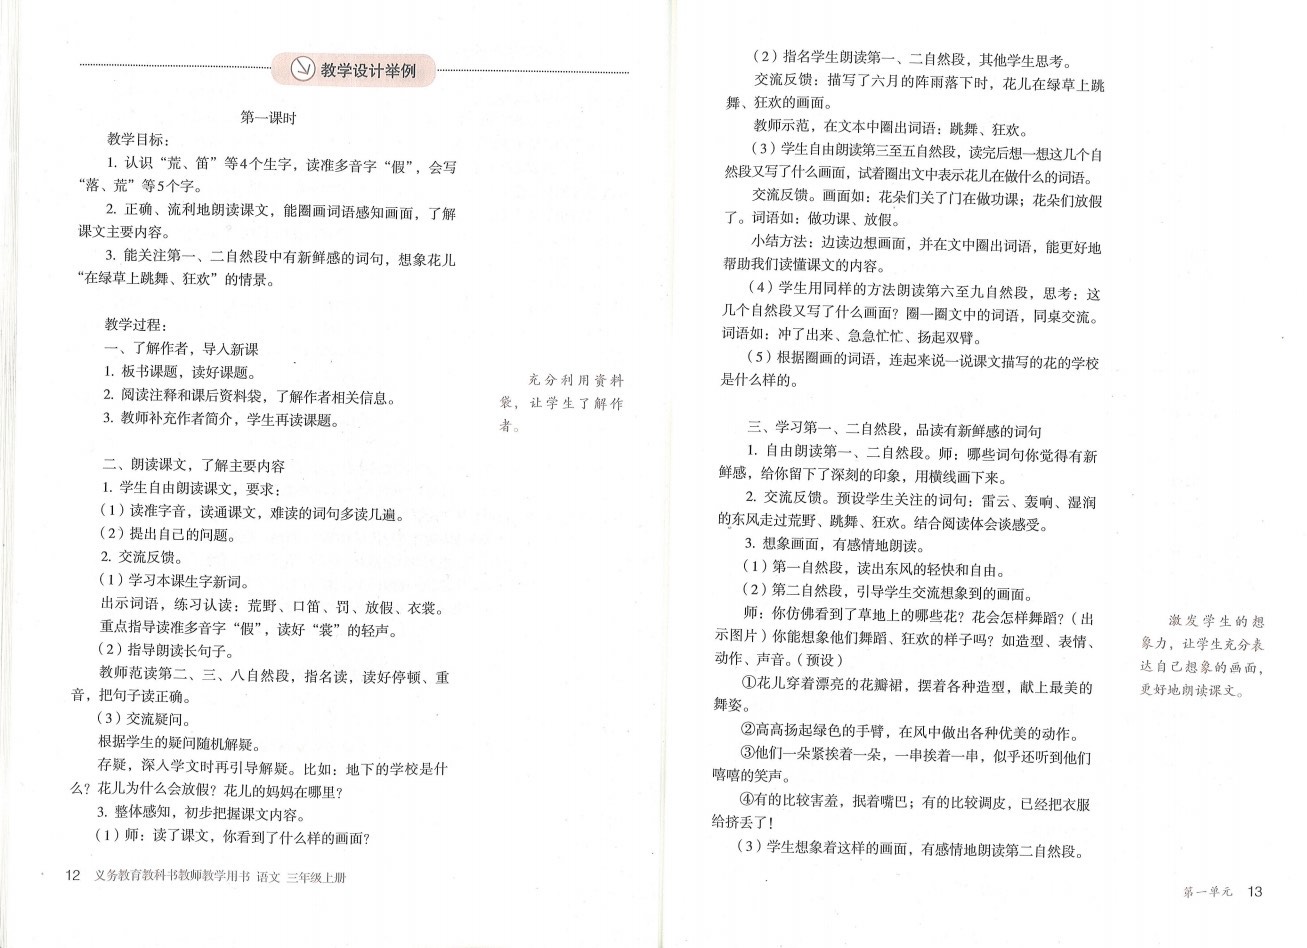 教学设计举例
第一课时
教学目标：
1. 认识“荒、笛”等4个生字，读准多音字“假”，会写
“落、荒”等5个字。
2. 正确、流利地朗读课文，能圈画词语感知画面，了解
课文主要内容。
3. 能关注第一、二自然段中有新鲜感的词句，想象花儿
“在绿草上跳舞、狂欢”的情景。
教学过程：
一、了解作者，导入新课
1. 板书课题，读好课题。
2. 阅读注释和课后资料袋，了解作者相关信息。
3. 教师补充作者简介，学生再读课题。
充分利用资料
袋，让学生了解作
者。
二、朗读课文，了解主要内容
1. 学生自由朗读课文，要求：
（1）读准字音，读通课文，难读的词句多读几遍。
（2）提出自己的问题。
2. 交流反馈。
（1）学习本课生字新词。
出示词语，练习认读：荒野、口笛、罚、放假、衣裳。
重点指导读准多音字“假”，读好“裳”的轻声。
（2）指导朗读长句子。
教师范读第二、三、八自然段，指名读，读好停顿、重
音，把句子读正确。
（3）交流疑问。
根据学生的疑问随机解疑。
存疑，深入学文时再引导解疑。比如：地下的学校是什
么？花儿为什么会放假？花儿的妈妈在哪里？
3. 整体感知，初步把握课文内容。
（1）师：读了课文，你看到了什么样的画面？
12 义务教育教科书教师教学用书 语文 三年级上册
（2）指名学生朗读第一、二自然段，其他学生思考。
交流反馈：描写了六月的阵雨落下时，花儿在绿草上跳
舞、狂欢的画面。
教师示范，在文本中圈出词语：跳舞、狂欢。
（3）学生自由朗读第三至五自然段，读完后想一想这几个自
然段又写了什么画面，试着圈出文中表示花儿在做什么的词语。
交流反馈。画面如：花朵们关了门在做功课；花朵们放假
了。词语如：做功课、放假。
小结方法：边读边想画面，并在文中圈出词语，能更好地
帮助我们读懂课文的内容。
（4）学生用同样的方法朗读第六至九自然段，思考：这
几个自然段又写了什么画面？圈一圈文中的词语，同桌交流。
词语如：冲了出来、急急忙忙、扬起双臂。
（5）根据圈画的词语，连起来说一说课文描写的花的学校
是什么样的。
三、学习第一、二自然段，品读有新鲜感的词句
1. 自由朗读第一、二自然段。师：哪些词句你觉得有新
鲜感，给你留下了深刻的印象，用横线画下来。
2. 交流反馈。预设学生关注的词句：雷云、轰响、湿润
的东风走过荒野、跳舞、狂欢。结合阅读体会谈感受。
3. 想象画面，有感情地朗读。
（1）第一自然段，读出东风的轻快和自由。
（2）第二自然段，引导学生交流想象到的画面。
师：你仿佛看到了草地上的哪些花？花会怎样舞蹈？（出
示图片）你能想象他们舞蹈、狂欢的样子吗？如造型、表情、
动作、声音。（预设）
①花儿穿着漂亮的花瓣裙，摆着各种造型，献上最美的
舞姿。
②高高扬起绿色的手臂，在风中做出各种优美的动作。
③他们一朵紧挨着一朵，一串挨着一串，似乎还听到他们
嘻嘻的笑声。
④有的比较害羞，抿着嘴巴；有的比较调皮，已经把衣服
给挤丢了！
（3）学生想象着这样的画面，有感情地朗读第二自然段。
激发学生的想
象力，让学生充分表
达自己想象的画面，
更好地朗读课文。
第一单元 13